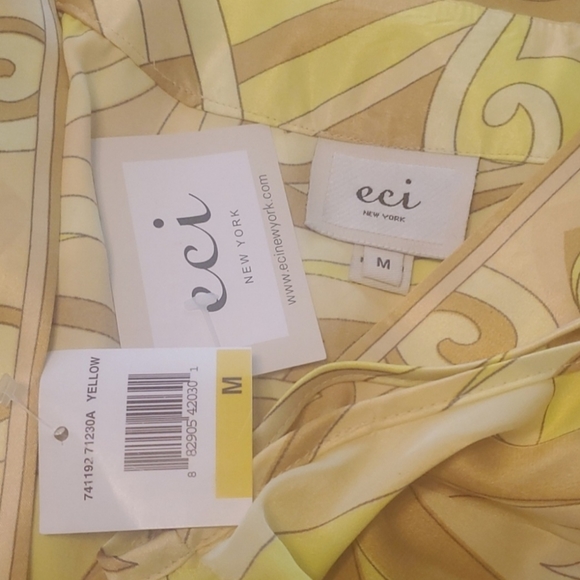 eci
NEW YORK
www.ecinewyork.com
eci
NEW YORK
M
741192 71230A YELLOW
8 82905 42030 1
M